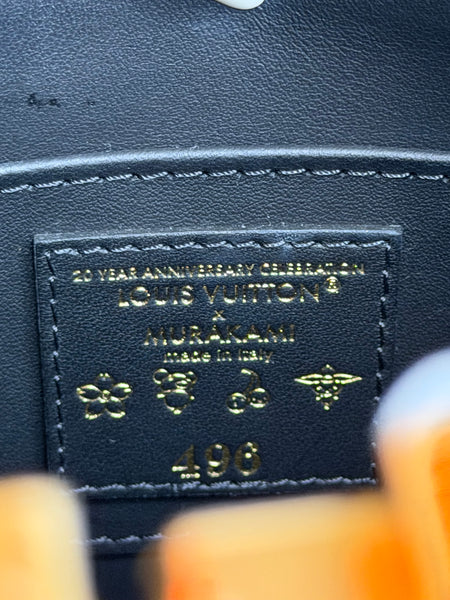 20 YEAR ANNIVERSARY CELEBRATION
LOUIS VUITTON®
x
MURAKAMI
made in Italy
496